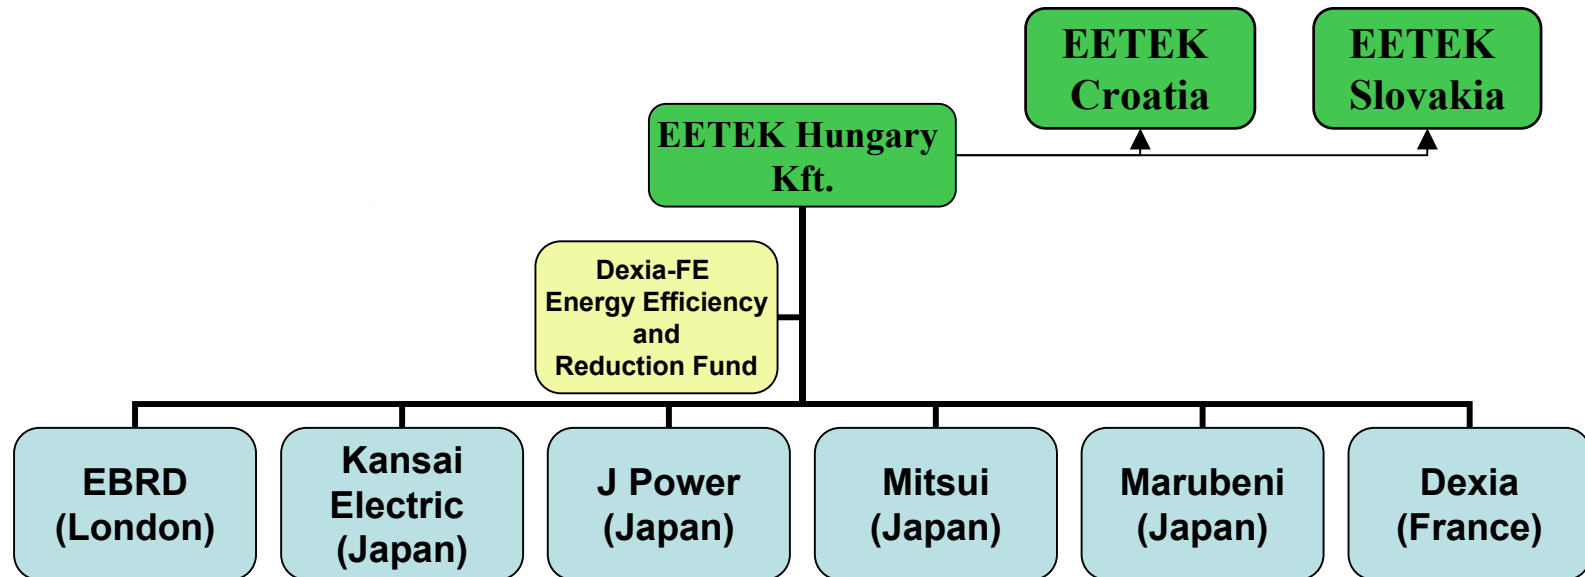 EETEK
Croatia
EETEK
Slovakia
EETEK Hungary
Kft.
Dexia-FE
Energy Efficiency
and
Reduction Fund
EBRD
(London)
Kansai
Electric
(Japan)
J Power
(Japan)
Mitsui
(Japan)
Marubeni
(Japan)
Dexia
(France)